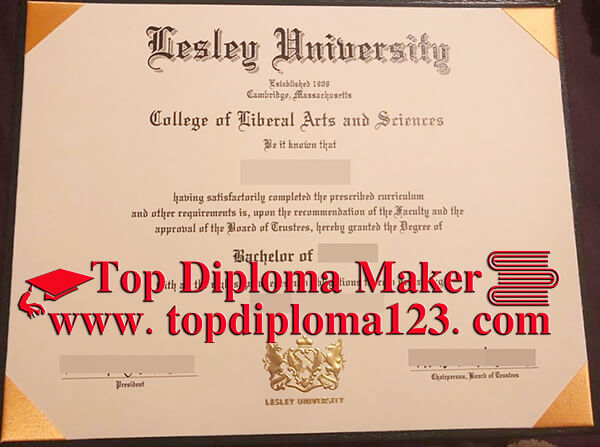 Lesley University
Established 1909
Cambridge, Massachusetts
College of Liberal Arts and Sciences
Be it known that
having satisfactorily completed the prescribed curriculum
and other requirements is, upon the recommendation of the Faculty and the
approval of the Board of Trustees, hereby granted the Degree of
Bachelor of
Top Diploma Maker
www. topdiploma123. com
President
Chairperson, Board of Trustees
LESLEY UNIVERSITY